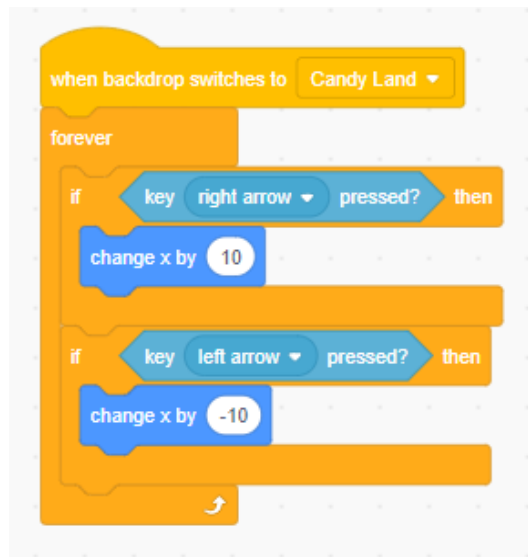 when backdrop switches to Candy Land
forever
if key right arrow pressed? then
change x by 10
if key left arrow pressed? then
change x by -10